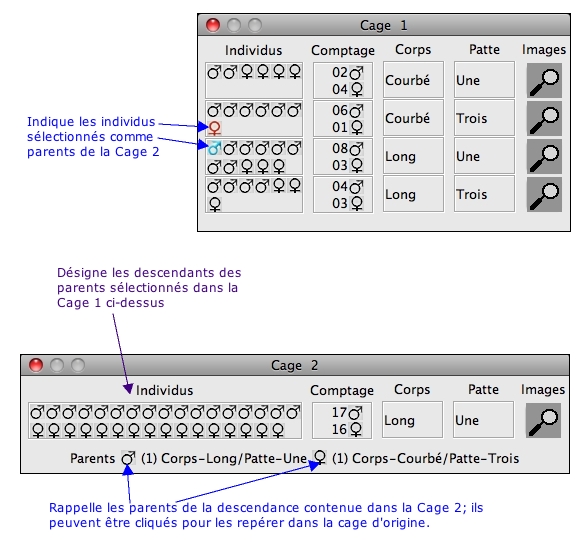 Cage 1
Individus Comptage Corps Patte Images
02♂
04♀
Courbé Une
Indique les individus
sélectionnés comme
parents de la Cage 2
06♂
01♀
Courbé Trois
08♂
03♀
Long Une
04♂
03♀
Long Trois
Désigne les descendants des
parents sélectionnés dans la
Cage 1 ci-dessus
Cage 2
Individus Comptage Corps Patte Images
17♂
16♀
Long Une
Parents ♂ (1) Corps-Long/Patte-Une ♀ (1) Corps-Courbé/Patte-Trois
Rappelle les parents de la descendance contenue dans la Cage 2; ils
peuvent être cliqués pour les repérer dans la cage d'origine.